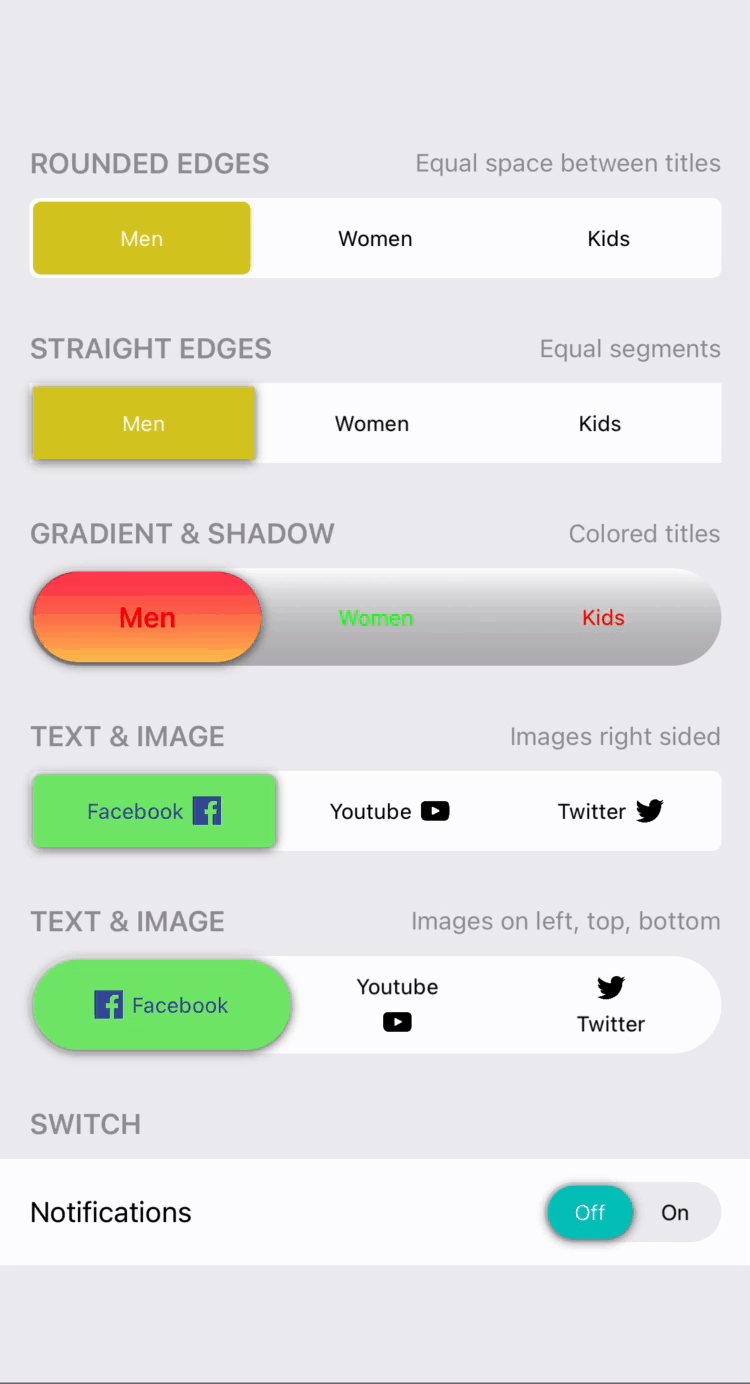 ROUNDED EDGES Equal space between titles
Men Women Kids
STRAIGHT EDGES Equal segments
Men Women Kids
GRADIENT & SHADOW Colored titles
Men Women Kids
TEXT & IMAGE Images right sided
Facebook Youtube Twitter
TEXT & IMAGE Images on left, top, bottom
Facebook Youtube Twitter
SWITCH
Notifications Off On